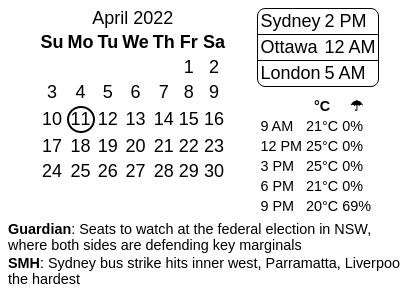 April 2022
Su Mo Tu We Th Fr Sa
1 2
3 4 5 6 7 8 9
10 11 12 13 14 15 16
17 18 19 20 21 22 23
24 25 26 27 28 29 30
Sydney 2 PM
Ottawa 12 AM
London 5 AM
°C ☂
9 AM 21°C 0%
12 PM 25°C 0%
3 PM 25°C 0%
6 PM 21°C 0%
9 PM 20°C 69%
Guardian: Seats to watch at the federal election in NSW,
where both sides are defending key marginals
SMH: Sydney bus strike hits inner west, Parramatta, Liverpoo
the hardest